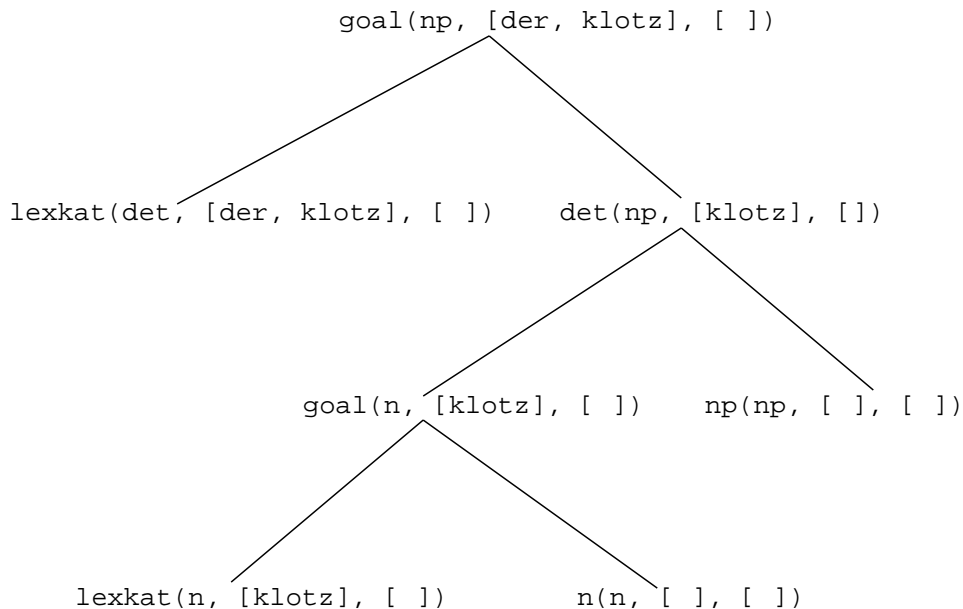 goal(np, [der, klotz], [ ])
lexkat(det, [der, klotz], [ ]) det(np, [klotz], [])
goal(n, [klotz], [ ]) np(np, [ ], [ ])
lexkat(n, [klotz], [ ]) n(n, [ ], [ ])